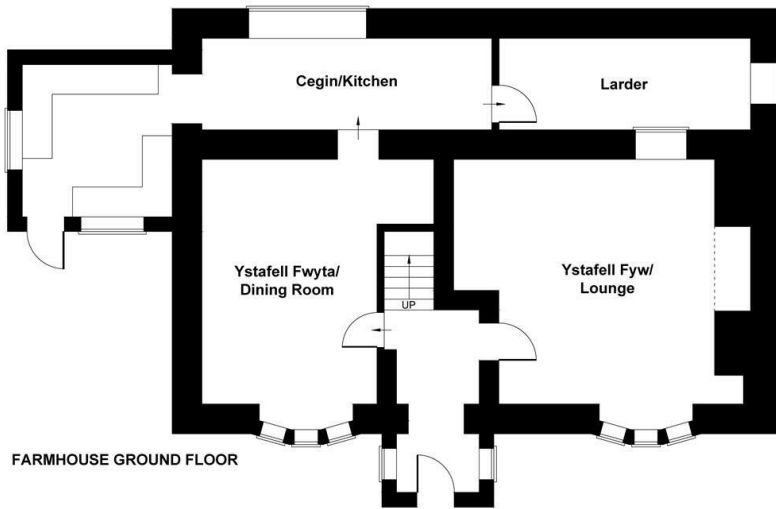 Cegin/Kitchen
Larder
Ystafell Fwyta/
Dining Room
UP
Ystafell Fyw/
Lounge
FARMHOUSE GROUND FLOOR